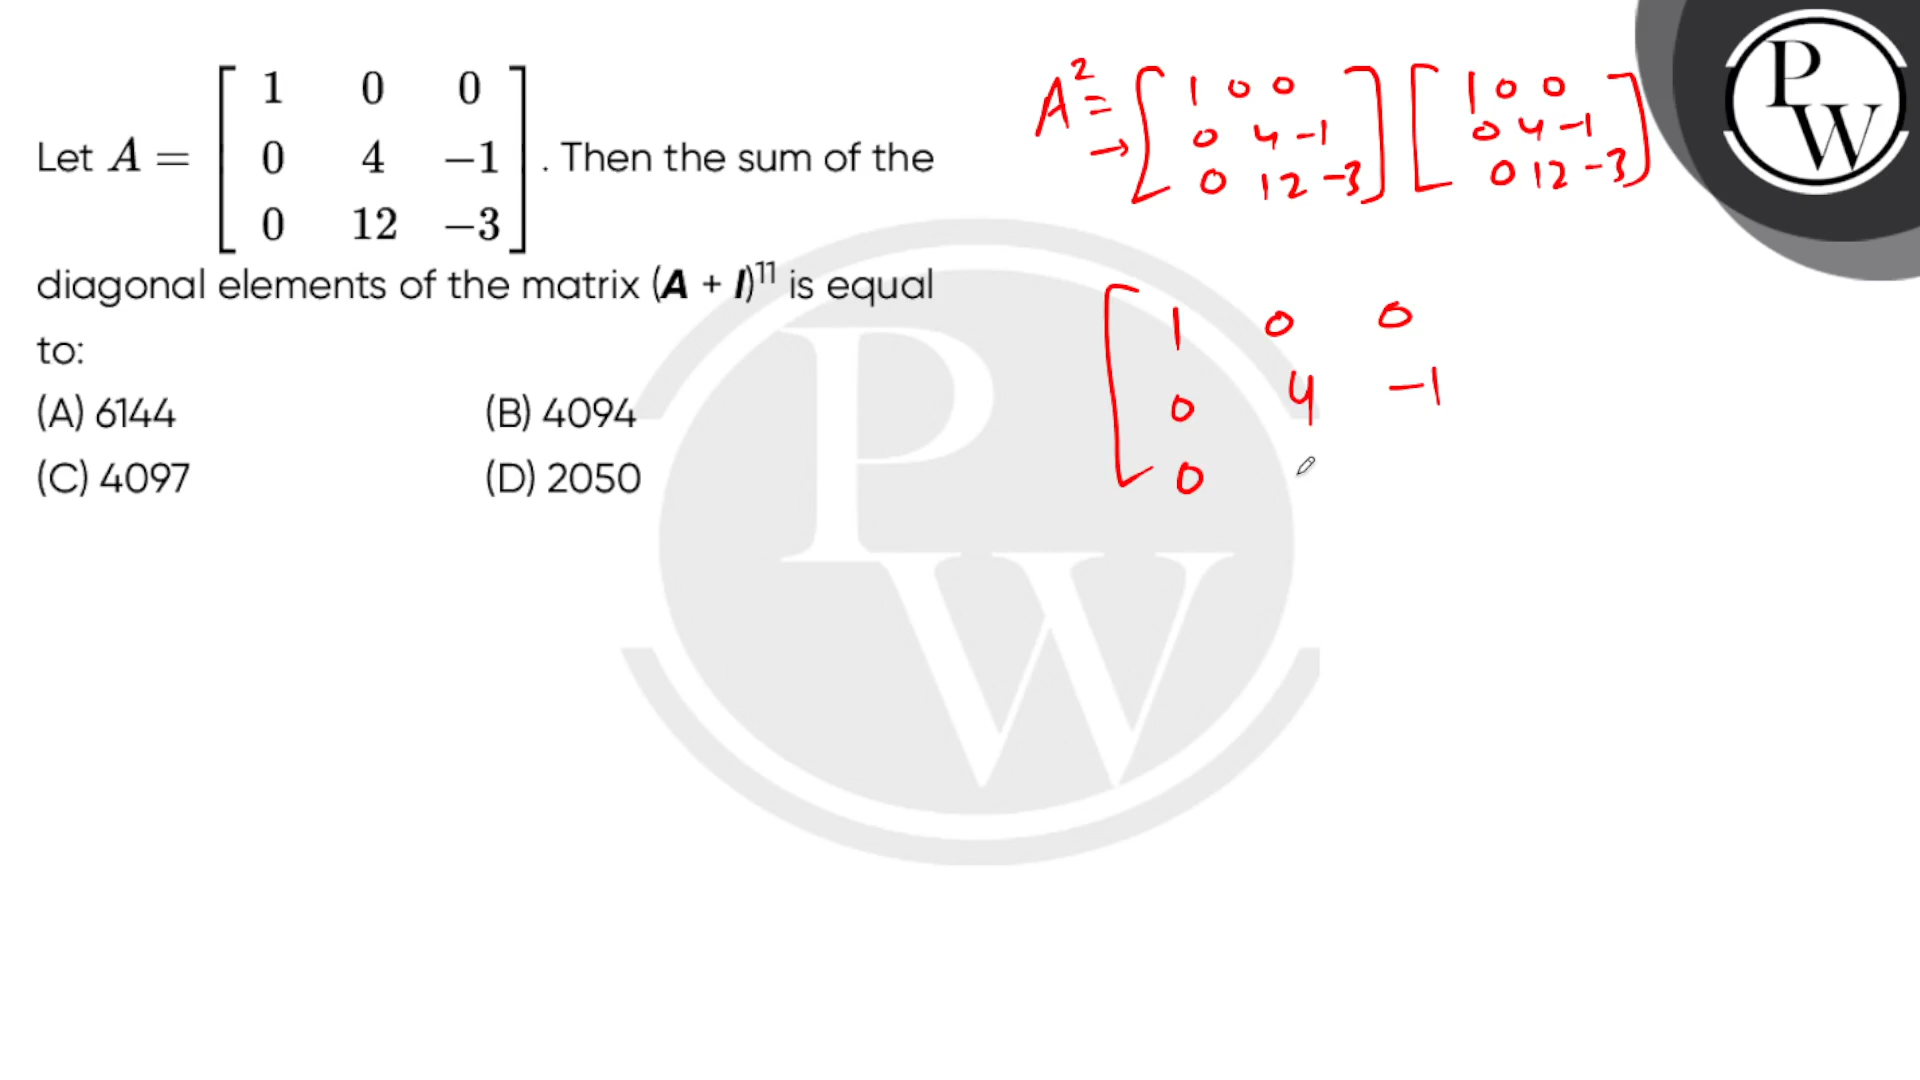 Let A = [ 1 0 0
0 4 −1
0 12 −3 ] . Then the sum of the
diagonal elements of the matrix (A + I)¹¹ is equal
to:
(A) 6144 (B) 4094
(C) 4097 (D) 2050
A² = [ 1 0 0 ] [ 1 0 0 ]
→ 0 4 -1 0 4 -1
0 12 -3 0 12 -3
[ 1 0 0
0 4 -1
0
PW
PW